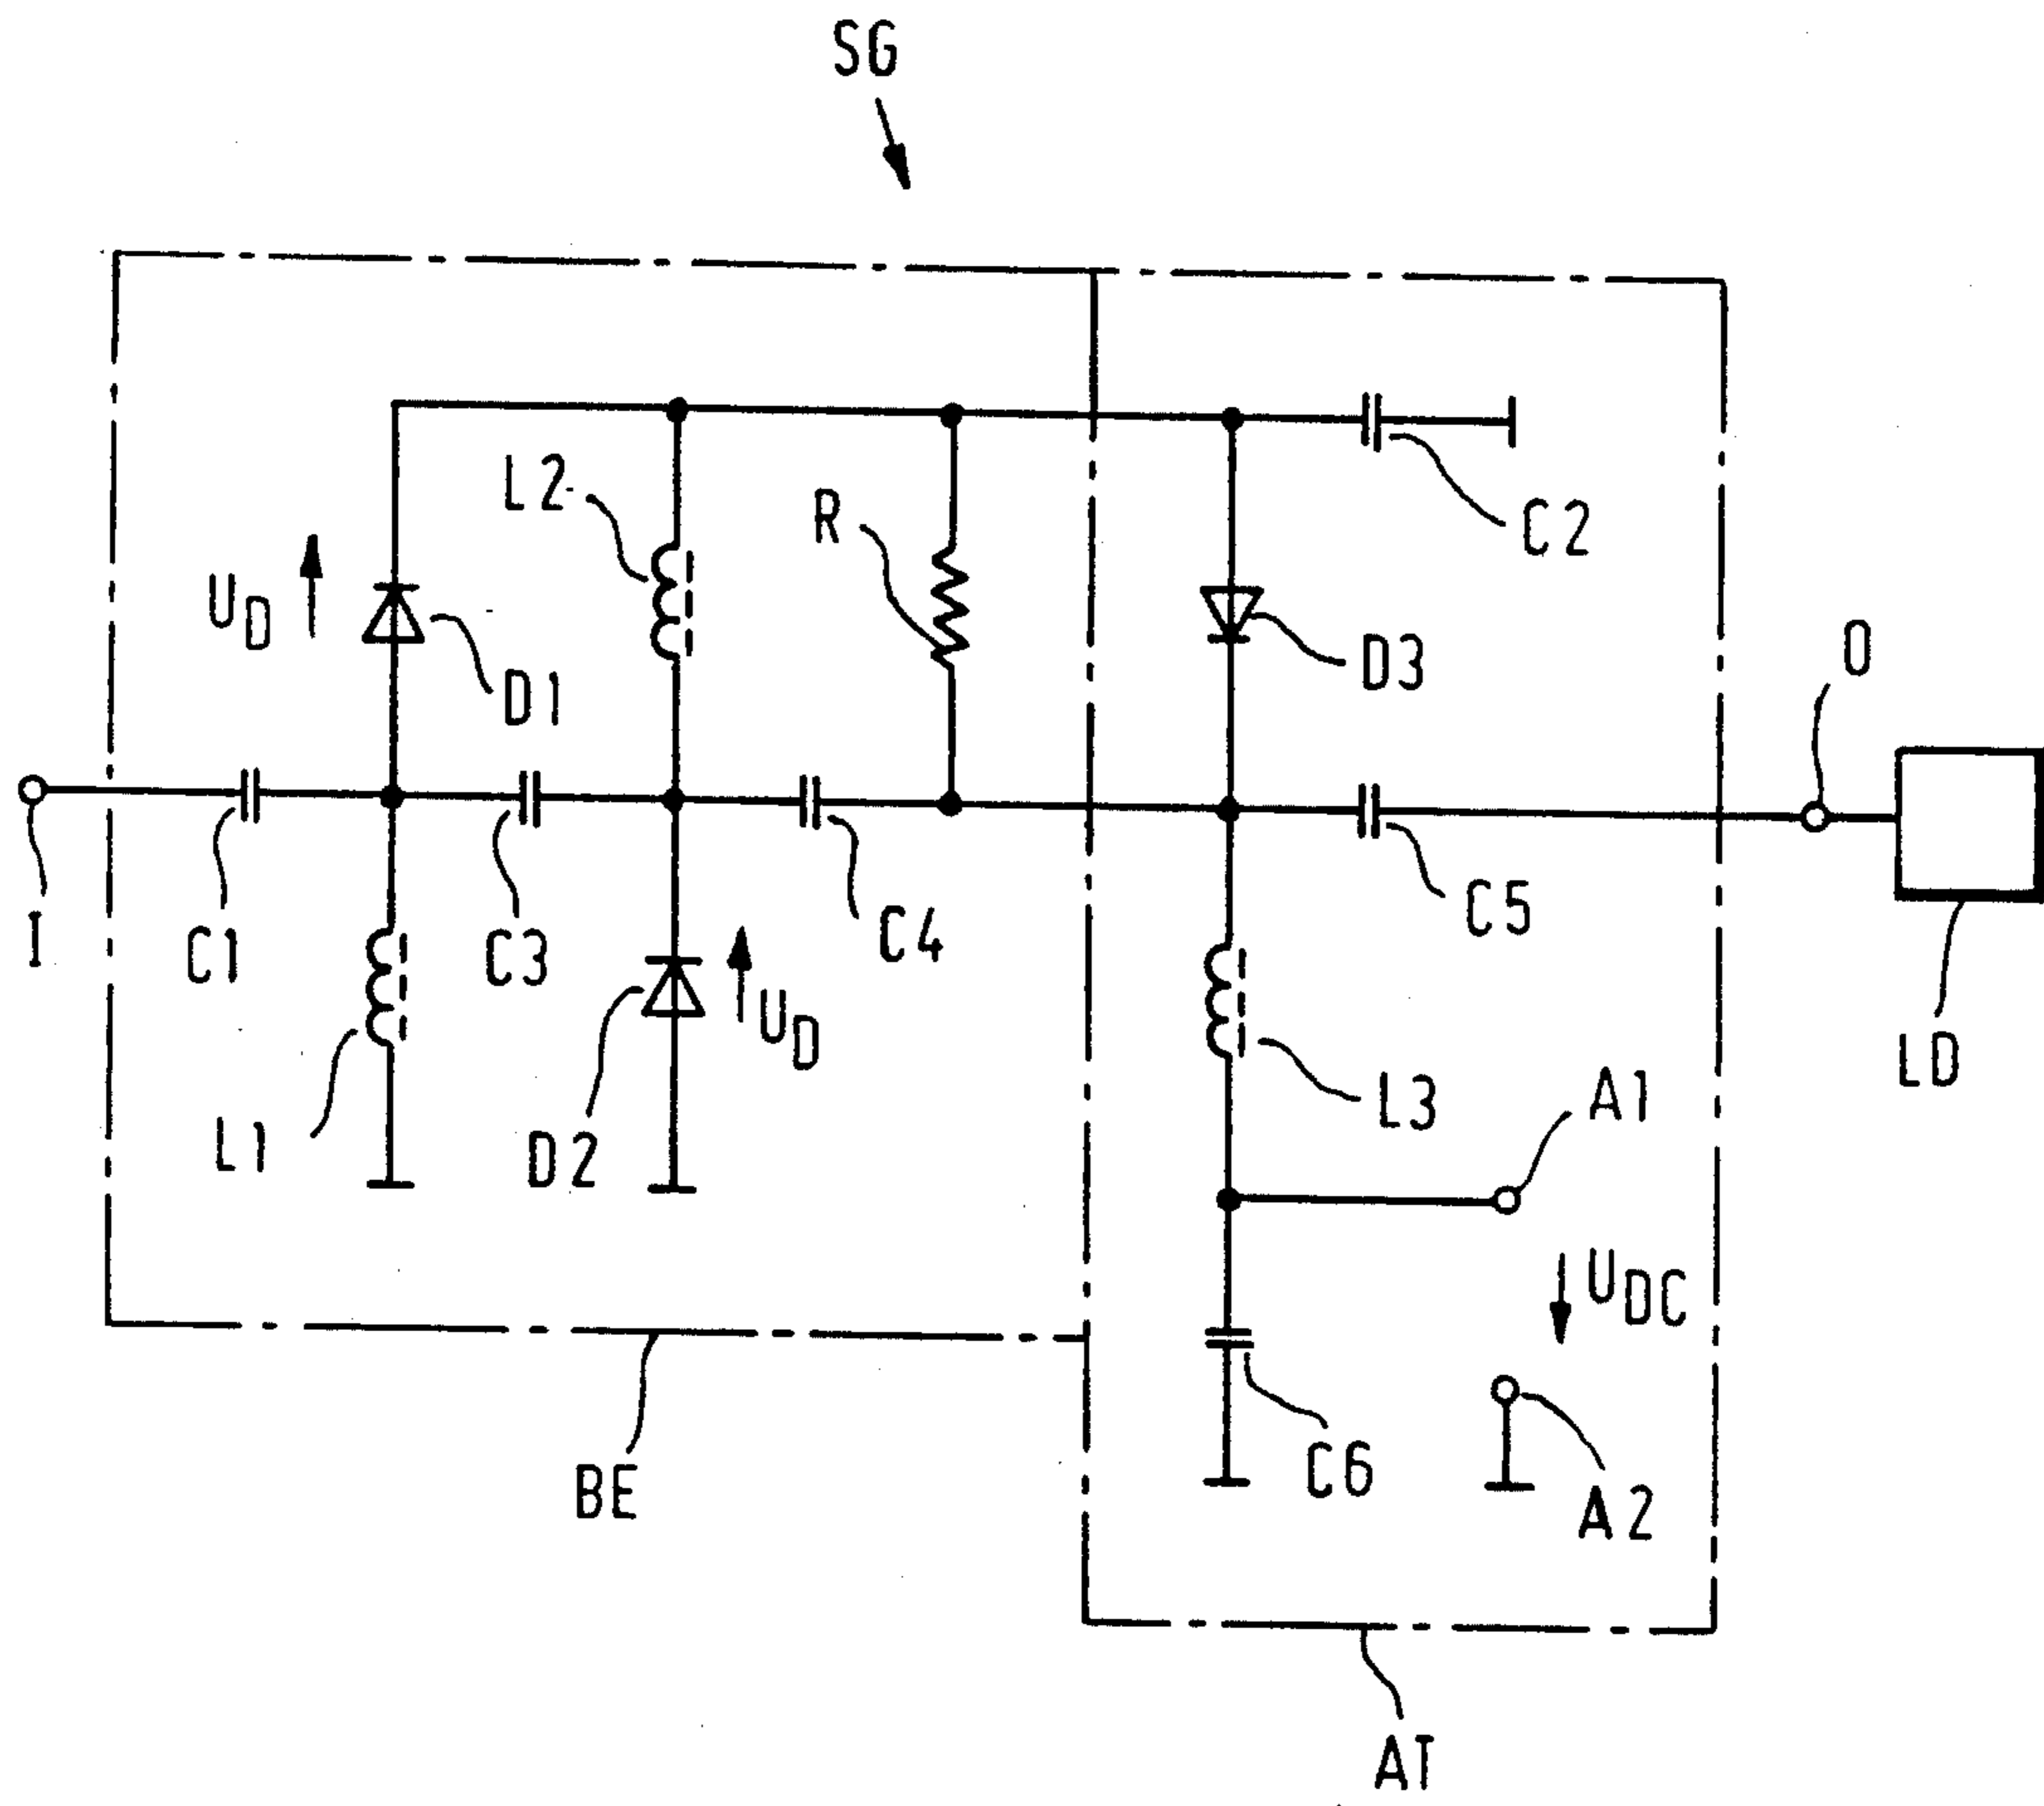 SG
L2
R
C2
U_D
D1
D3
O
I
C1
C3
C4
C5
U_D
L1
D2
L3
A1
LD
U_DC
BE
C6
A2
AT